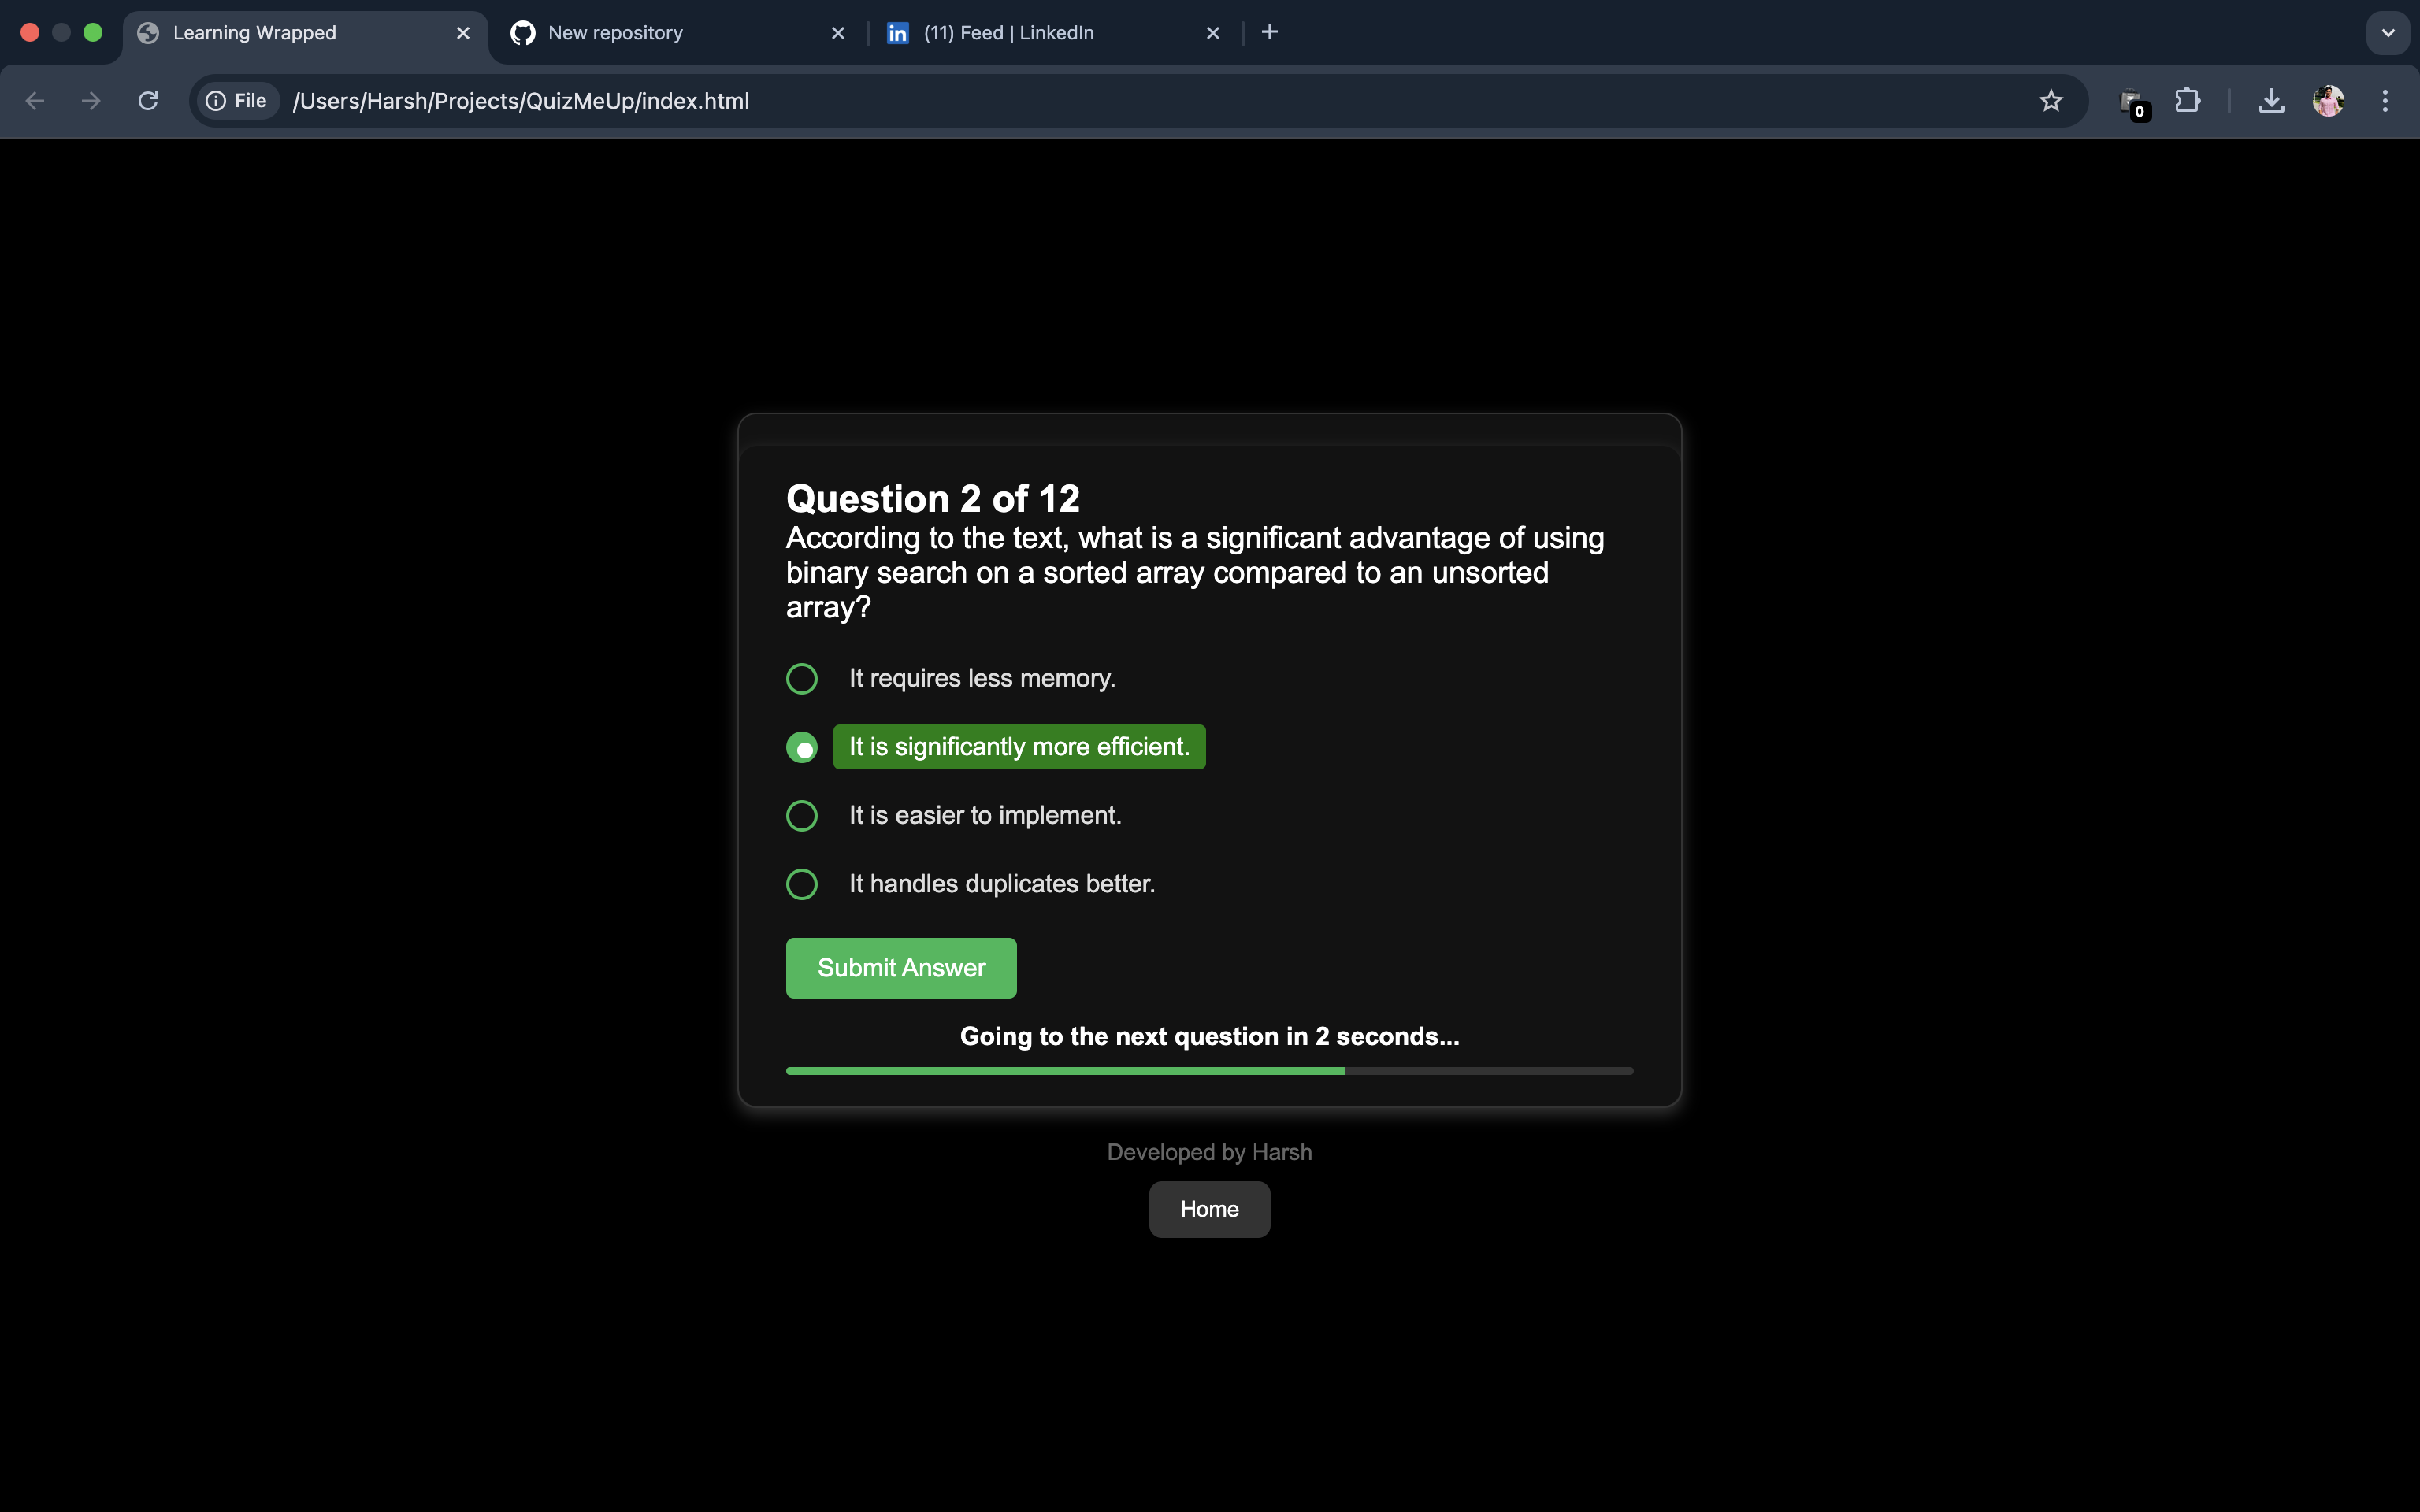 Learning Wrapped
New repository
in (11) Feed | LinkedIn
File /Users/Harsh/Projects/QuizMeUp/index.html
0
Question 2 of 12
According to the text, what is a significant advantage of using
binary search on a sorted array compared to an unsorted
array?
It requires less memory.
It is significantly more efficient.
It is easier to implement.
It handles duplicates better.
Submit Answer
Going to the next question in 2 seconds...
Developed by Harsh
Home